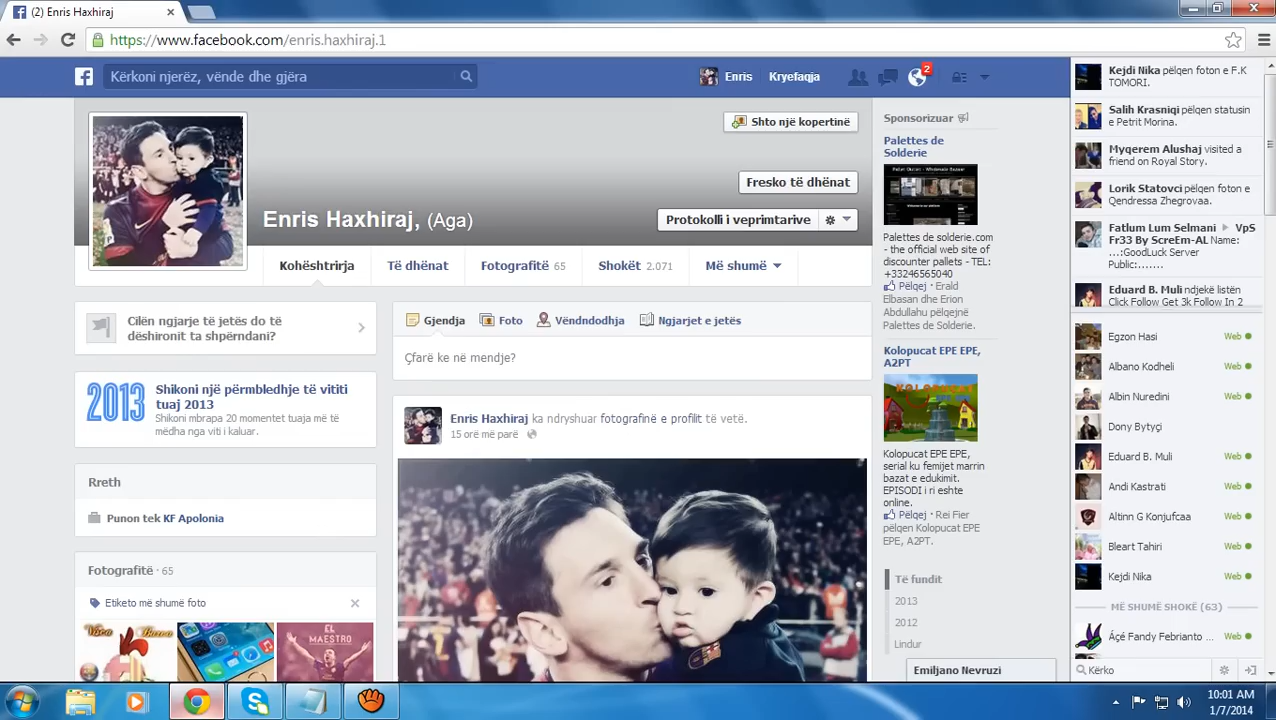 (2) Enris Haxhiraj
https://www.facebook.com/enris.haxhiraj.1
Kërkoni njerëz, vënde dhe gjëra
Enris
Kryefaqja
2
Shto një kopertinë
Fresko të dhënat
Enris Haxhiraj, (Aga)
Protokolli i veprimtarive
Kohështrirja
Të dhënat
Fotografitë 65
Shokët 2.071
Më shumë
Cilën ngjarje të jetës do të
dëshironit ta shpërndani?
2013
Shikoni një përmbledhje të vititi
tuaj 2013
Shikoni mbrapa 20 momentet tuaja më të
mëdha nga viti i kaluar.
Rreth
Punon tek KF Apolonia
Fotografitë · 65
Etiketo më shumë foto
EL
MAESTRO
Gjendja
Foto
Vëndndodhja
Ngjarjet e jetës
Çfarë ke në mendje?
Enris Haxhiraj ka ndryshuar fotografinë e profilit të vetë.
15 orë më parë
Sponsorizuar
Palettes de
Solderie
Palettes de solderie.com
- the official web site of
discounter pallets - TEL:
+33246565040
Pëlqej · Erald
Elbasan dhe Erion
Abdullahu pëlqejnë
Palettes de Solderie.
Kolopucat EPE EPE,
A2PT
KOLOPUCAT
Kolopucat EPE EPE,
serial ku femijet marrin
bazat e edukimit.
EPISODI i ri eshte
online.
Pëlqej · Rei Fier
pëlqen Kolopucat EPE
EPE, A2PT.
Të fundit
2013
2012
Lindur
Emiljano Nevruzi
Kejdi Nika pëlqen foton e F.K
TOMORI.
Salih Krasniqi pëlqen statusin
e Petrit Morina.
Myqerem Alushaj visited a
friend on Royal Story.
Lorik Statovci pëlqen foton e
Qendressa Zhegrovaa.
Fatlum Lum Selmani ▶ VpS
Fr33 By ScreEm-AL Name:
....:GoodLuck Server
Public:.......
Eduard B. Muli ndjekë listën
Click Follow Get 3k Follow In 2
Egzon Hasi Web
Albano Kodheli Web
Albin Nuredini Web
Dony Bytyçi Web
Eduard B. Muli Web
Andi Kastrati Web
Altinn G Konjufcaa Web
Bleart Tahiri Web
Kejdi Nika Web
MË SHUMË SHOKË (63)
Áçé Fandy Febrianto ... Web
Kërko
10:01 AM
1/7/2014